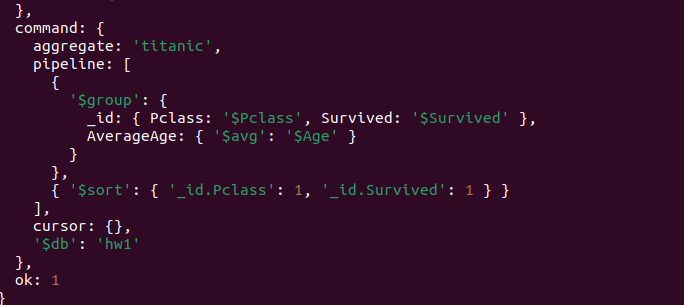 },
  command: {
    aggregate: 'titanic',
    pipeline: [
      {
        '$group': {
          _id: { Pclass: '$Pclass', Survived: '$Survived' },
          AverageAge: { '$avg': '$Age' }
        }
      },
      { '$sort': { '_id.Pclass': 1, '_id.Survived': 1 } }
    ],
    cursor: {},
    '$db': 'hw1'
  },
  ok: 1
}